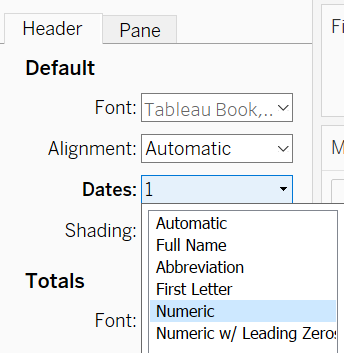 Header Pane Fi
Default
Font: Tableau Book,..
Alignment: Automatic M
Dates: 1
Shading: Automatic
Full Name
Abbreviation
First Letter
Totals
Numeric
Font: Numeric w/ Leading Zeros